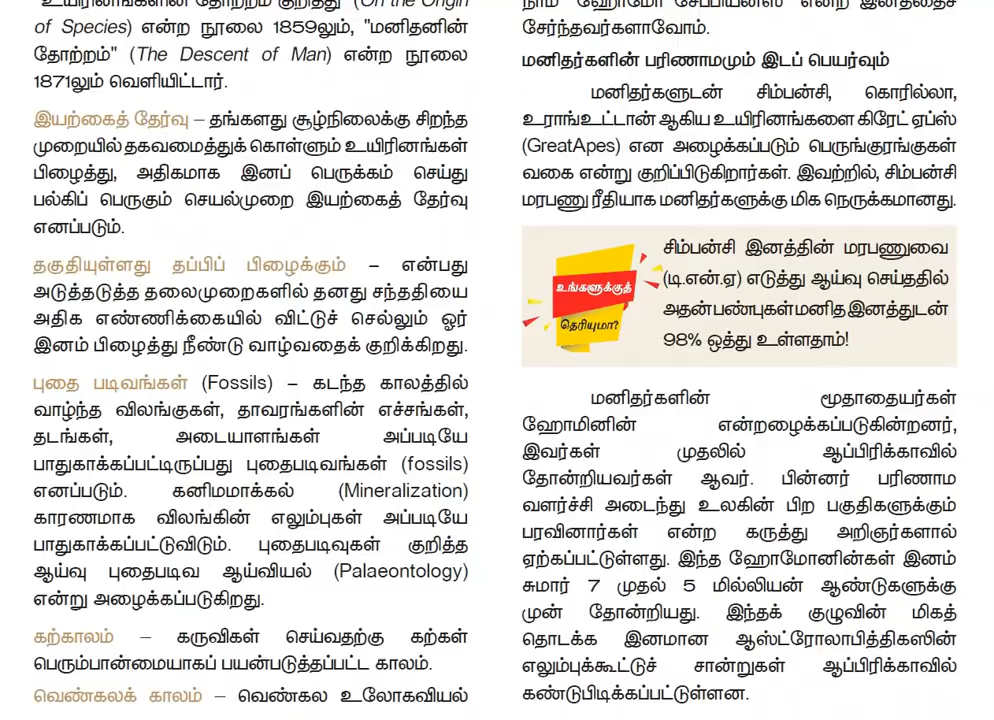 "உயிரினங்களின் தோற்றம் குறித்து" (On the Origin
of Species) என்ற நூலை 1859லும், "மனிதனின்
தோற்றம்" (The Descent of Man) என்ற நூலை
1871லும் வெளியிட்டார்.
இயற்கைத் தேர்வு – தங்களது சூழ்நிலைக்கு சிறந்த
முறையில் தகவமைத்துக் கொள்ளும் உயிரினங்கள்
பிழைத்து, அதிகமாக இனப் பெருக்கம் செய்து
பல்கிப் பெருகும் செயல்முறை இயற்கைத் தேர்வு
எனப்படும்.
தகுதியுள்ளது தப்பிப் பிழைக்கும் – என்பது
அடுத்தடுத்த தலைமுறைகளில் தனது சந்ததியை
அதிக எண்ணிக்கையில் விட்டுச் செல்லும் ஓர்
இனம் பிழைத்து நீண்டு வாழ்வதைக் குறிக்கிறது.
புதை படிவங்கள் (Fossils) – கடந்த காலத்தில்
வாழ்ந்த விலங்குகள், தாவரங்களின் எச்சங்கள்,
தடங்கள், அடையாளங்கள் அப்படியே
பாதுகாக்கப்பட்டிருப்பது புதைபடிவங்கள் (fossils)
எனப்படும். கனிமமாக்கல் (Mineralization)
காரணமாக விலங்கின் எலும்புகள் அப்படியே
பாதுகாக்கப்பட்டுவிடும். புதைபடிவுகள் குறித்த
ஆய்வு புதைபடிவ ஆய்வியல் (Palaeontology)
என்று அழைக்கப்படுகிறது.
கற்காலம் – கருவிகள் செய்வதற்கு கற்கள்
பெரும்பான்மையாகப் பயன்படுத்தப்பட்ட காலம்.
வெண்கலக் காலம் – வெண்கல உலோகவியல்
நாம் ஹோமோ சேப்பியன்ஸ் என்ற இனத்தைச்
சேர்ந்தவர்களாவோம்.
மனிதர்களின் பரிணாமமும் இடப் பெயர்வும்
மனிதர்களுடன் சிம்பன்சி, கொரில்லா,
உராங்உட்டான் ஆகிய உயிரினங்களை கிரேட் ஏப்ஸ்
(GreatApes) என அழைக்கப்படும் பெருங்குரங்குகள்
வகை என்று குறிப்பிடுகிறார்கள். இவற்றில், சிம்பன்சி
மரபணு ரீதியாக மனிதர்களுக்கு மிக நெருக்கமானது.
உங்களுக்குத்
தெரியுமா?
சிம்பன்சி இனத்தின் மரபணுவை
(டி.என்.ஏ) எடுத்து ஆய்வு செய்ததில்
அதன் பண்புகள் மனித இனத்துடன்
98% ஒத்து உள்ளதாம்!
மனிதர்களின் மூதாதையர்கள்
ஹோமினின் என்றழைக்கப்படுகின்றனர்,
இவர்கள் முதலில் ஆப்பிரிக்காவில்
தோன்றியவர்கள் ஆவர். பின்னர் பரிணாம
வளர்ச்சி அடைந்து உலகின் பிற பகுதிகளுக்கும்
பரவினார்கள் என்ற கருத்து அறிஞர்களால்
ஏற்கப்பட்டுள்ளது. இந்த ஹோமோனின்கள் இனம்
சுமார் 7 முதல் 5 மில்லியன் ஆண்டுகளுக்கு
முன் தோன்றியது. இந்தக் குழுவின் மிகத்
தொடக்க இனமான ஆஸ்ட்ரோலாபித்திகஸின்
எலும்புக்கூட்டுச் சான்றுகள் ஆப்பிரிக்காவில்
கண்டுபிடிக்கப்பட்டுள்ளன.